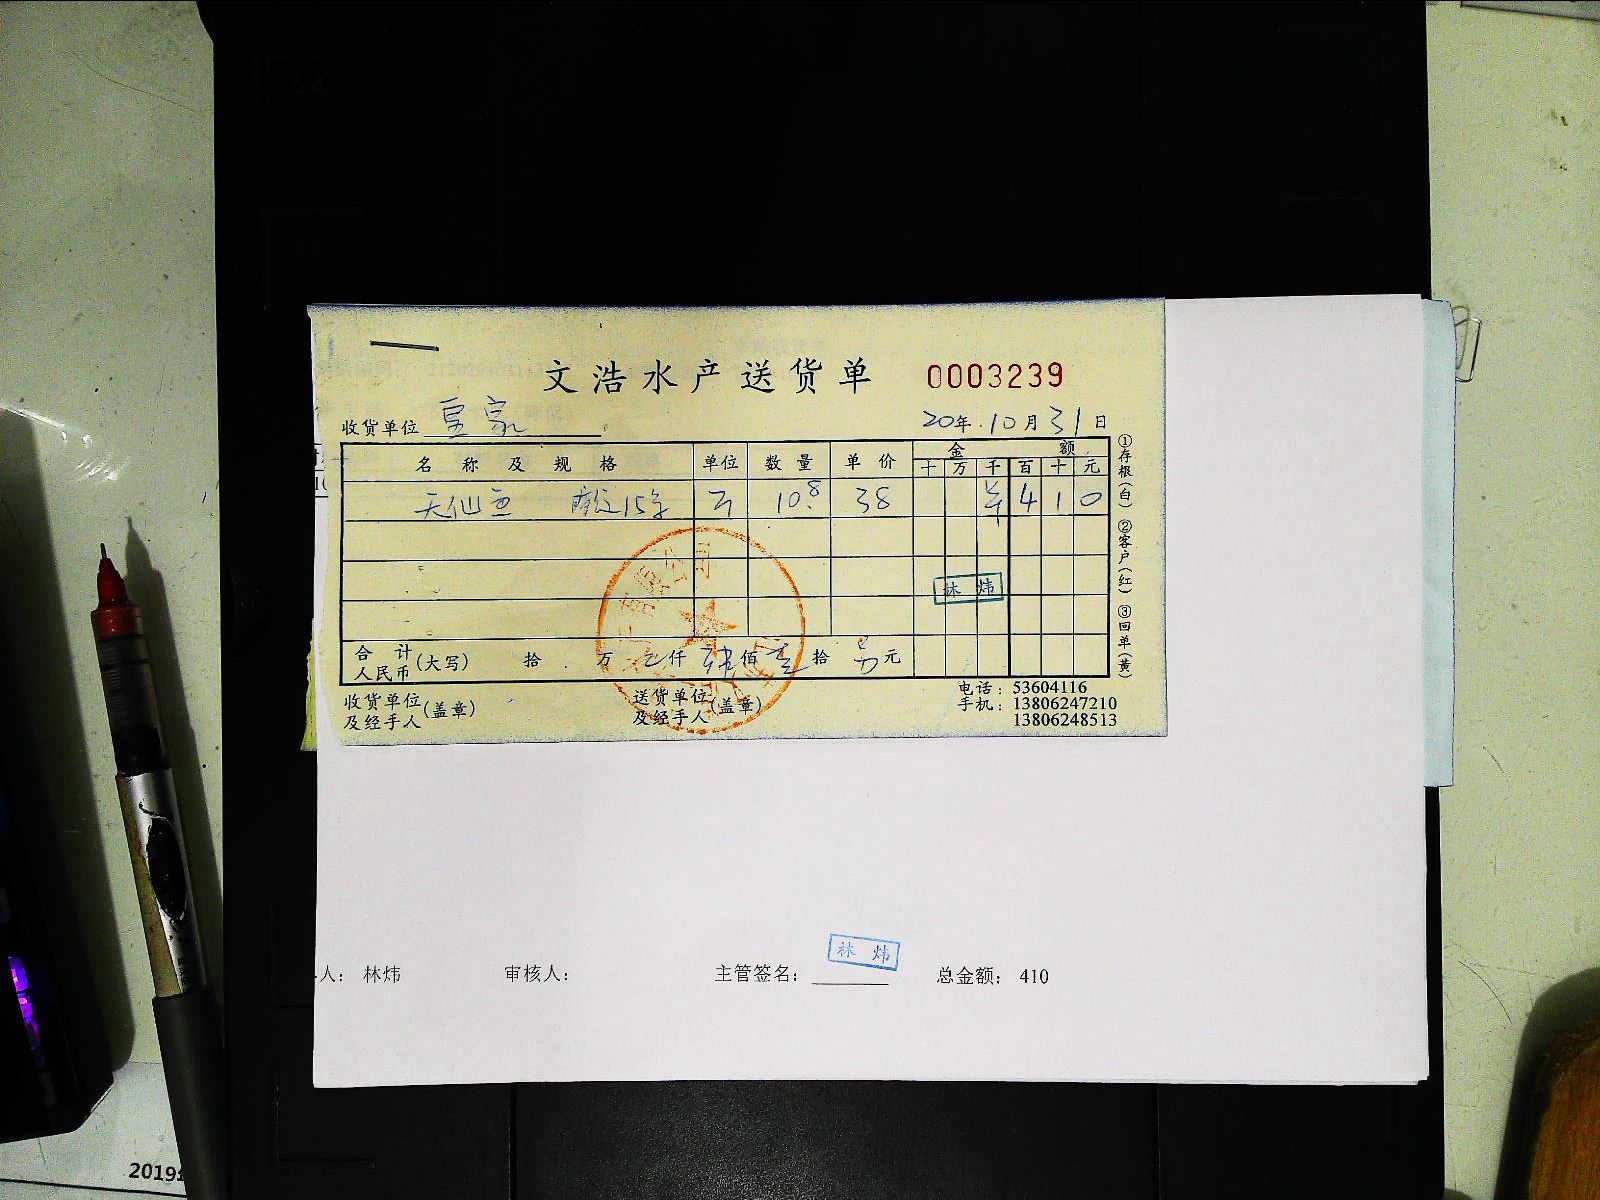 文浩水产送货单 0003239
收货单位 皇家 20年10月31日
名称及规格 单位 数量 单价 金额
十 万 千 百 十 元
天仙 15 10.8 38 ¥ 4 1 0
林炜
合计人民币(大写) 拾 万 仟 肆佰壹拾 元
收货单位及经手人(盖章) 送货单位及经手人(盖章)
电话:53604116
手机:13806247210
13806248513
①存根(白) ②客户(红) ③回单(黄)
林炜
人: 林炜 审核人: 主管签名: 总金额: 410
2019